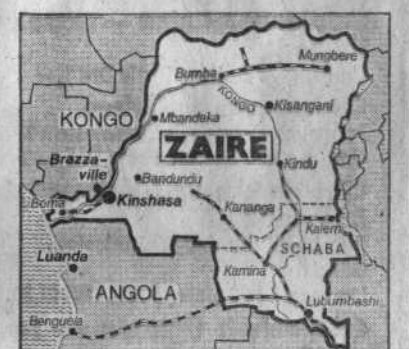 Mungbere
Bumba
KONGO
Kisangani
KONGO
Mbandaka
ZAIRE
Brazza-
ville
Kindu
Bandundu
Boma
Kinshasa
Kananga
Kalemi
SCHABA
Luanda
Kamina
ANGOLA
Lubumbashi
Benguela